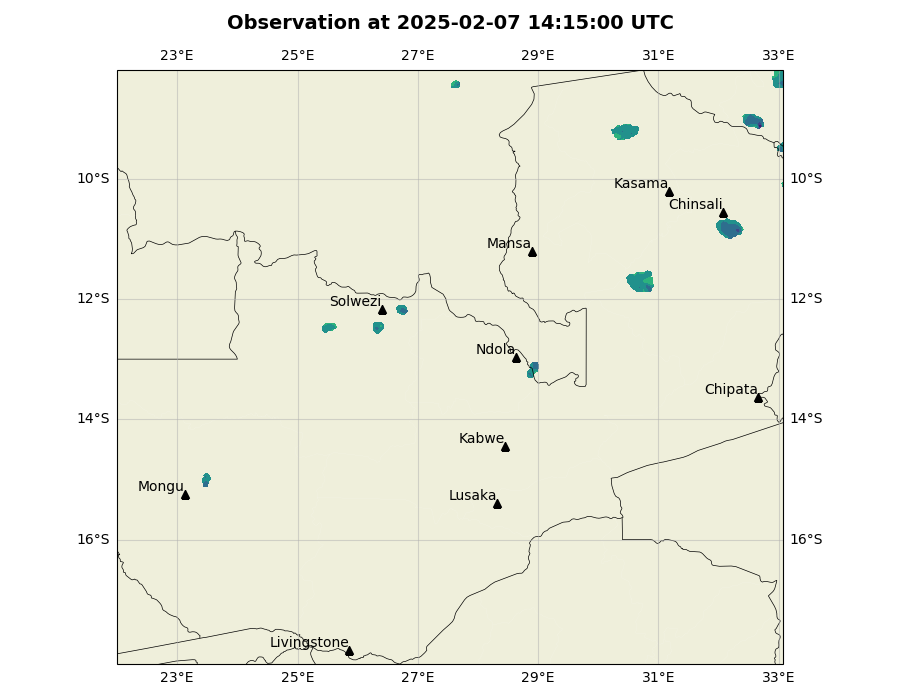 Observation at 2025-02-07 14:15:00 UTC
23°E 25°E 27°E 29°E 31°E 33°E
10°S 10°S
Kasama
Chinsali
Mansa
12°S 12°S
Solwezi
Ndola
Chipata
14°S 14°S
Kabwe
Mongu
Lusaka
16°S 16°S
Livingstone
23°E 25°E 27°E 29°E 31°E 33°E